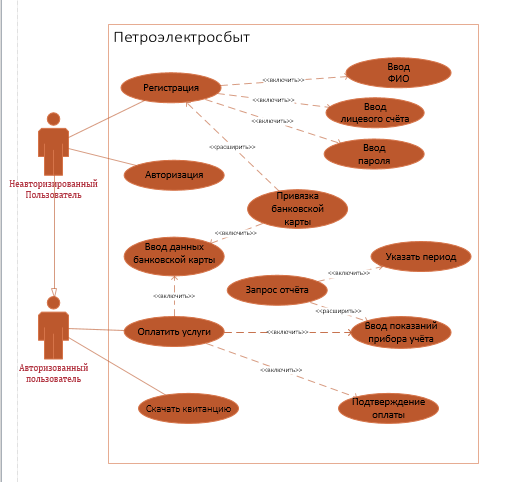 Петроэлектросбыт
Регистрация
<<включить>>
Ввод
ФИО
<<включить>>
Ввод
лицевого счёта
<<включить>>
Ввод
пароля
<<расширить>>
Авторизация
Неавторизированный
Пользователь
Привязка
банковской
карты
<<включить>>
Ввод данных
банковской карты
Указать период
<<включить>>
Запрос отчёта
<<включить>>
<<расширить>>
Оплатить услуги
<<включить>>
Ввод показаний
прибора учёта
Авторизованный
пользователь
<<включить>>
Скачать квитанцию
Подтверждение
оплаты